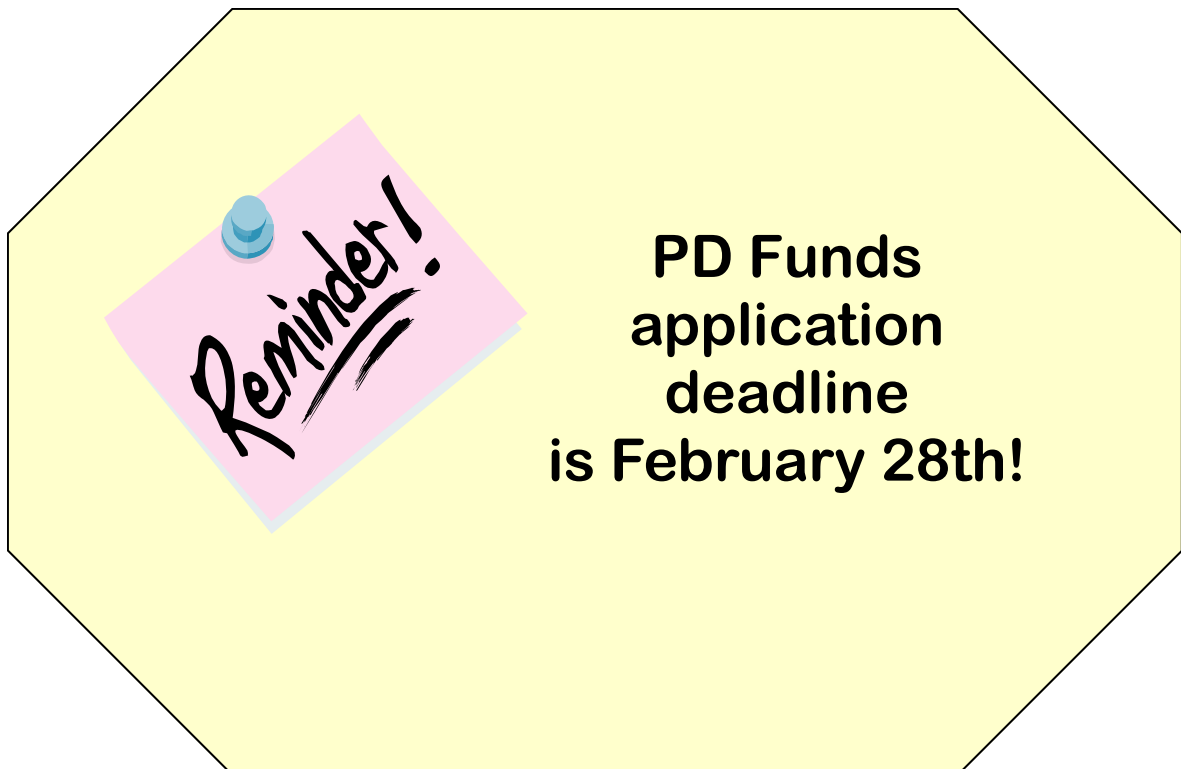 Reminder!
PD Funds
application
deadline
is February 28th!